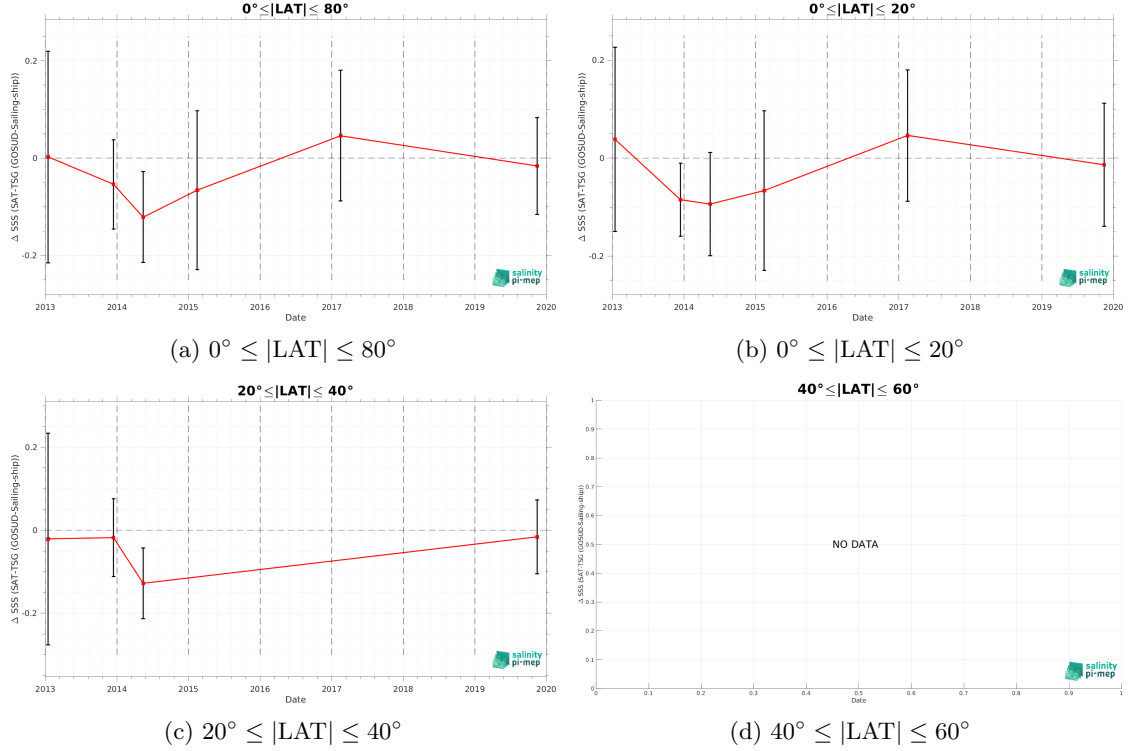 0°≤|LAT|≤ 80°
Δ SSS (SAT-TSG (GOSUD-Sailing-ship))
0.2
0
-0.2
salinity
pi-mep
2013 2014 2015 2016 2017 2018 2019 2020
Date
(a) 0° ≤ |LAT| ≤ 80°
0°≤|LAT|≤ 20°
Δ SSS (SAT-TSG (GOSUD-Sailing-ship))
0.2
0
-0.2
salinity
pi-mep
2013 2014 2015 2016 2017 2018 2019 2020
Date
(b) 0° ≤ |LAT| ≤ 20°
20°≤|LAT|≤ 40°
Δ SSS (SAT-TSG (GOSUD-Sailing-ship))
0.2
0
-0.2
salinity
pi-mep
2013 2014 2015 2016 2017 2018 2019 2020
Date
(c) 20° ≤ |LAT| ≤ 40°
40°≤|LAT|≤ 60°
Δ SSS (SAT-TSG (GOSUD-Sailing-ship))
1
0.9
0.8
0.7
0.6
0.5
0.4
0.3
0.2
0.1
0
NO DATA
salinity
pi-mep
0 0.1 0.2 0.3 0.4 0.5 0.6 0.7 0.8 0.9 1
Date
(d) 40° ≤ |LAT| ≤ 60°